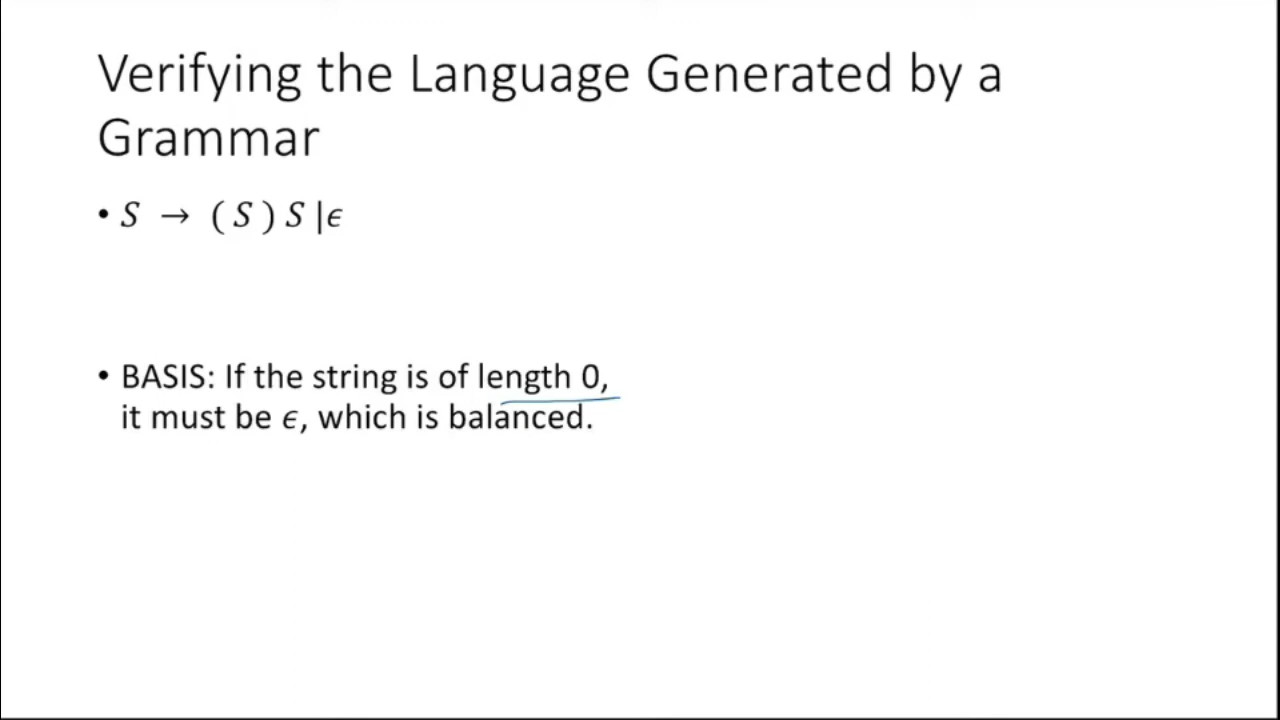 Verifying the Language Generated by a
Grammar
• S → ( S ) S |ϵ
• BASIS: If the string is of length 0,
it must be ϵ, which is balanced.